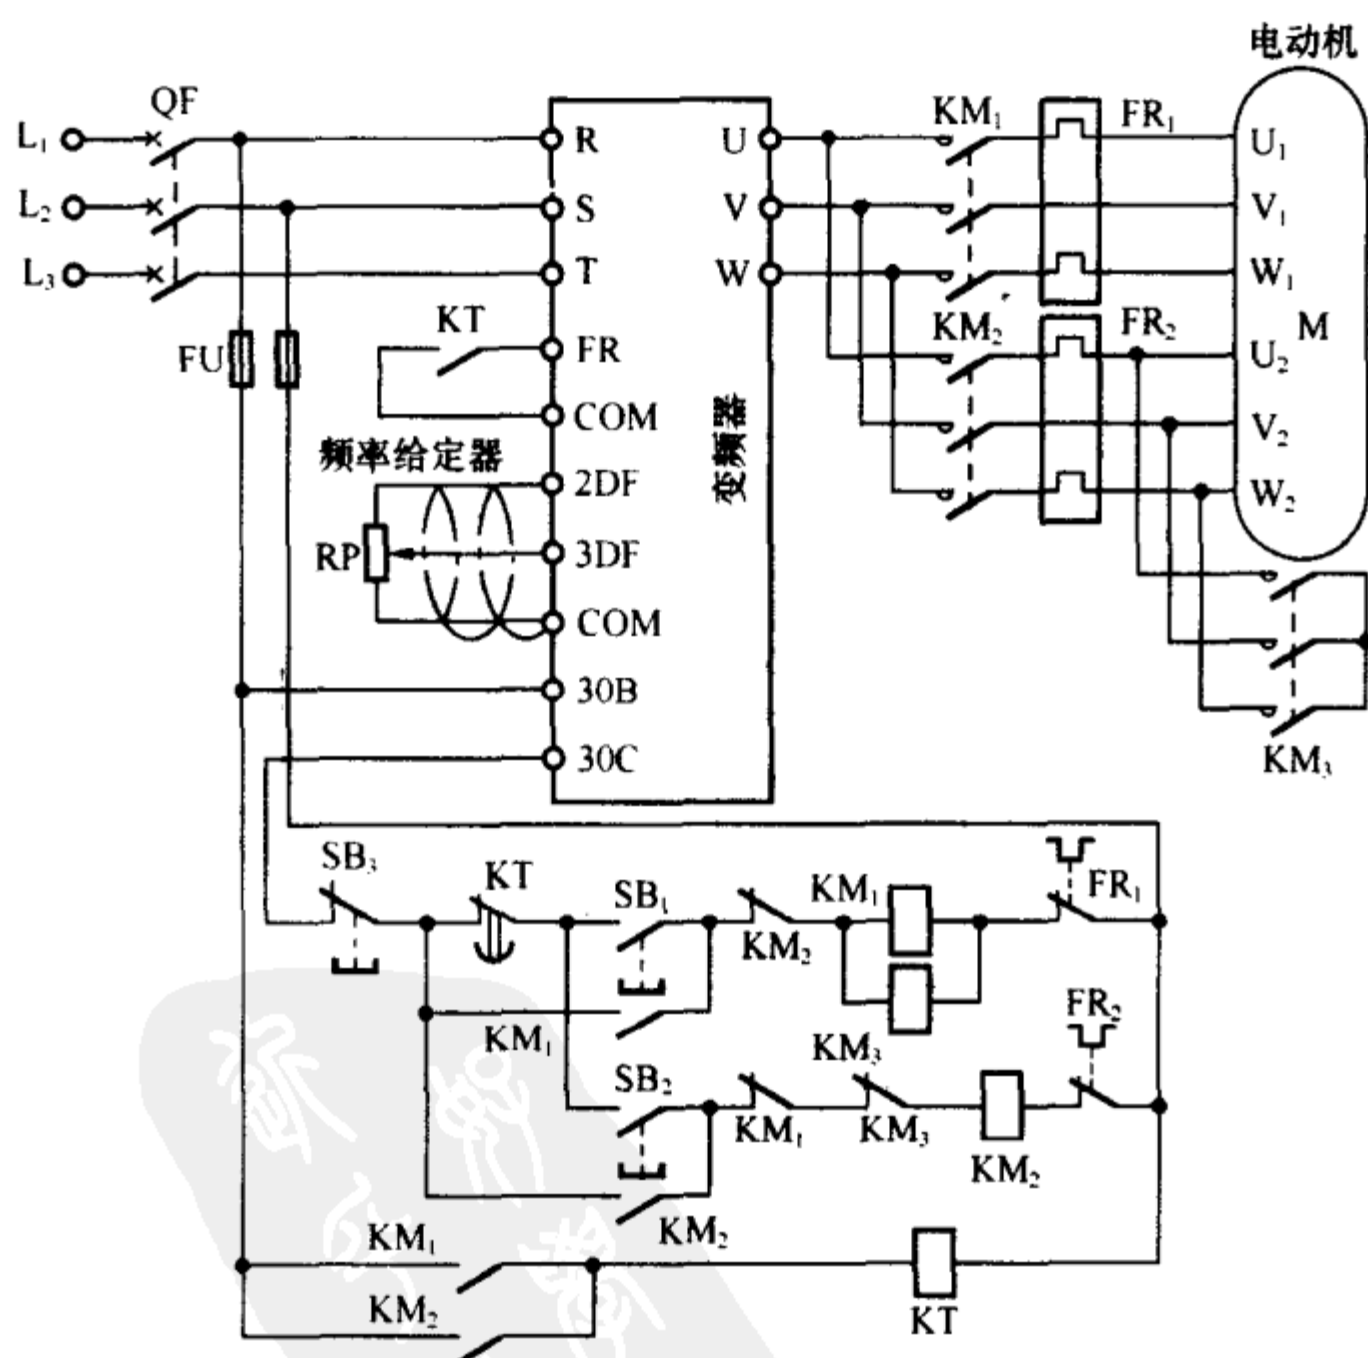 电动机
QF
L₁
L₂
L₃
R
S
T
U
V
W
KM₁
FR₁
U₁
V₁
W₁
M
KM₂
FR₂
U₂
V₂
W₂
KM₃
KT
FR
COM
FU
变频器
频率给定器
2DF
RP
3DF
COM
30B
30C
SB₃
KT
SB₁
KM₂
KM₁
FR₁
KM₁
KM₃
FR₂
SB₂
KM₁
KM₃
KM₂
KM₂
KM₁
KM₂
KT